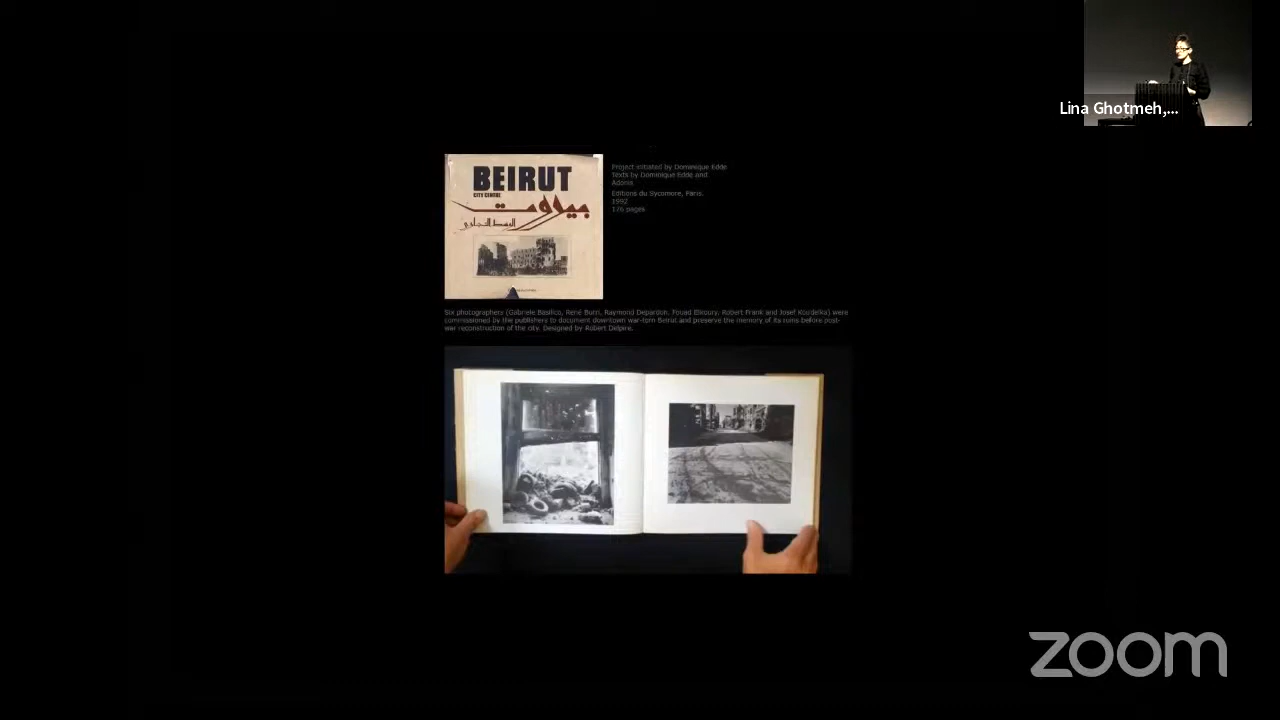 Lina Ghotmeh,...
BEIRUT
CITY CENTRE
بيروت
الوسط التجاري
Project initiated by Dominique Edde
Texts by Dominique Edde and
Adonis
Editions du Sycomore, Paris.
1992
176 pages
Six photographers (Gabriele Basilico, René Burri, Raymond Depardon, Fouad Elkoury, Robert Frank and Josef Koudelka) were
commissioned by the publishers to document downtown war-torn Beirut and preserve the memory of its ruins before post-
war reconstruction of the city. Designed by Robert Delpire.
zoom